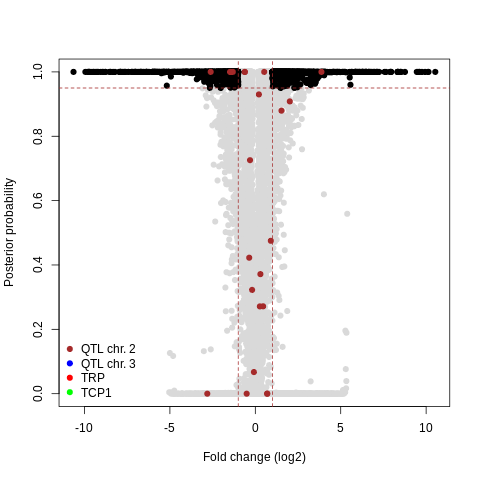 Posterior probability
1.0
0.8
0.6
0.4
0.2
0.0
QTL chr. 2
QTL chr. 3
TRP
TCP1
-10 -5 0 5 10
Fold change (log2)